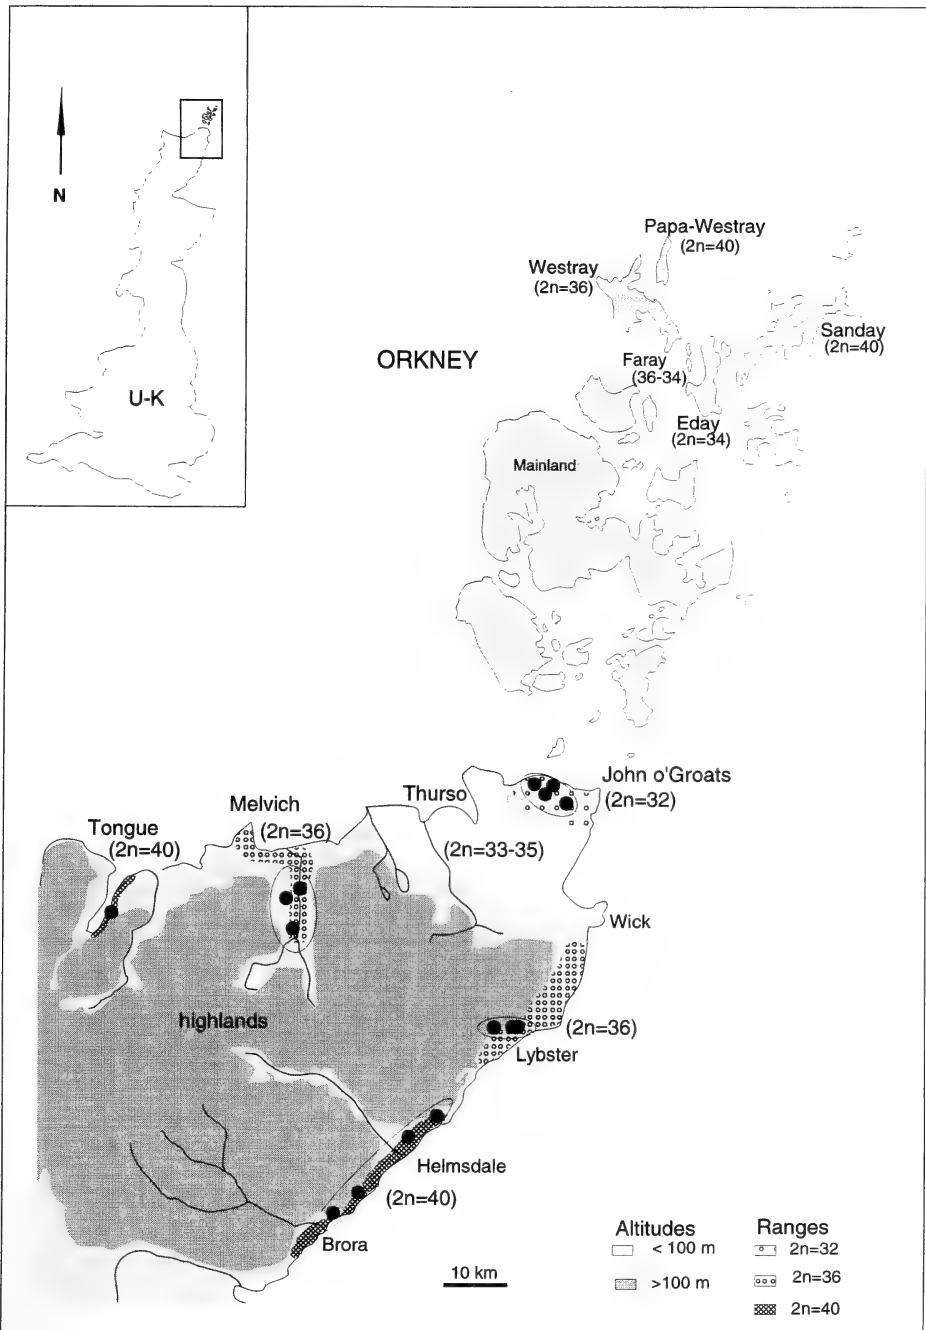 N
U-K
Papa-Westray
(2n=40)
Westray
(2n=36)
Sanday
(2n=40)
ORKNEY
Faray
(36-34)
Eday
(2n=34)
Mainland
John o'Groats
(2n=32)
Thurso
(2n=33-35)
Melvich
(2n=36)
Tongue
(2n=40)
Wick
highlands
(2n=36)
Lybster
Helmsdale
(2n=40)
Brora
10 km
Altitudes
< 100 m
>100 m
Ranges
2n=32
2n=36
2n=40